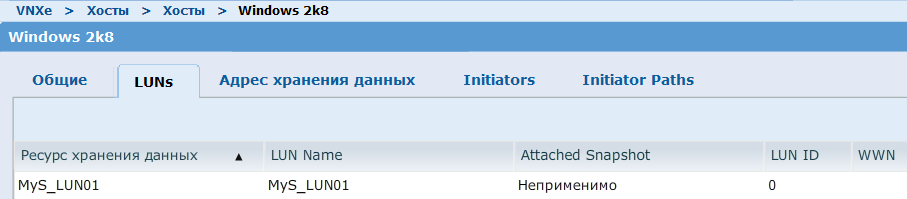 VNXe > Хосты > Хосты > Windows 2k8
Windows 2k8
Общие LUNs Адрес хранения данных Initiators Initiator Paths
Ресурс хранения данных ▲ LUN Name Attached Snapshot LUN ID WWN
MyS_LUN01 MyS_LUN01 Неприменимо 0